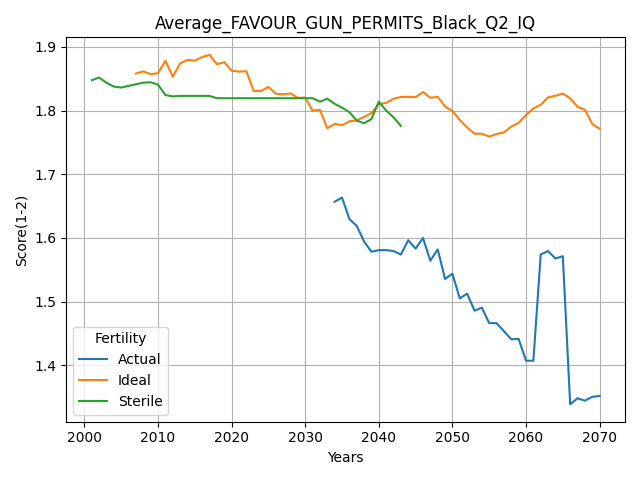 Average_FAVOUR_GUN_PERMITS_Black_Q2_IQ
Score(1-2)
1.9
1.8
1.7
1.6
1.5
1.4
Fertility
Actual
Ideal
Sterile
2000 2010 2020 2030 2040 2050 2060 2070
Years